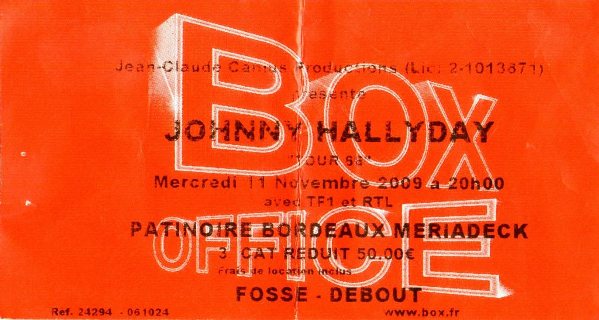 BOX
OFFICE
Jean-Claude Camus Productions (Lic: 2-1013871)
présente
JOHNNY HALLYDAY
"TOUR 66"
Mercredi 11 Novembre 2009 à 20h00
avec TF1 et RTL
PATINOIRE BORDEAUX MERIADECK
3° CAT REDUIT 50.00€
Frais de location inclus
FOSSE - DEBOUT
Ref. 24294 - 061024
www.box.fr